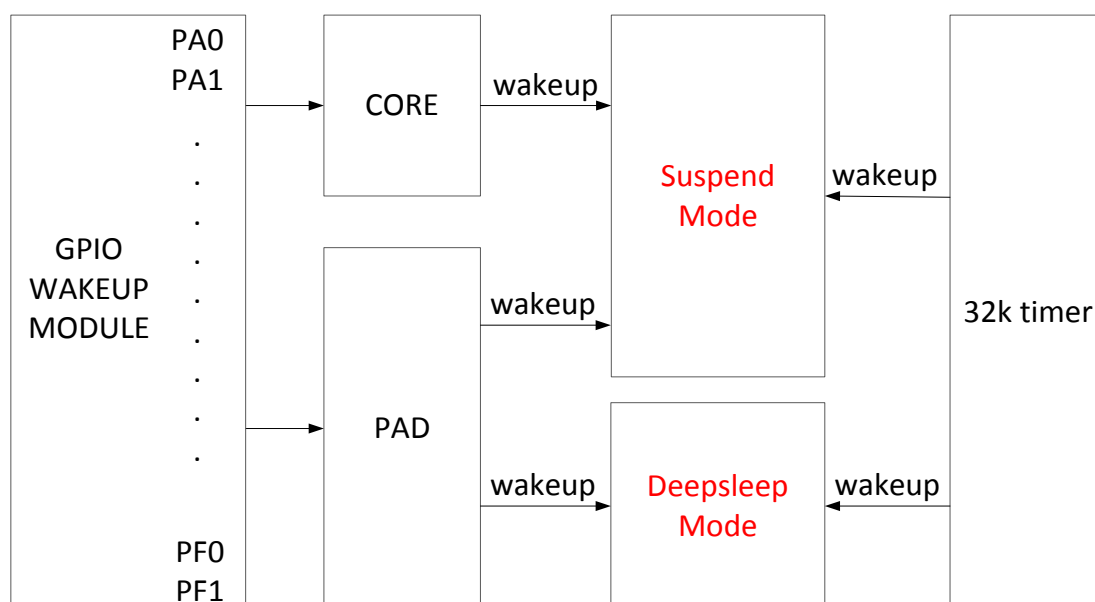 PA0
PA1
.
.
.
.
.
.
.
.
.
GPIO
WAKEUP
MODULE
PF0
PF1
CORE
PAD
wakeup
wakeup
wakeup
Suspend
Mode
Deepsleep
Mode
wakeup
wakeup
32k timer